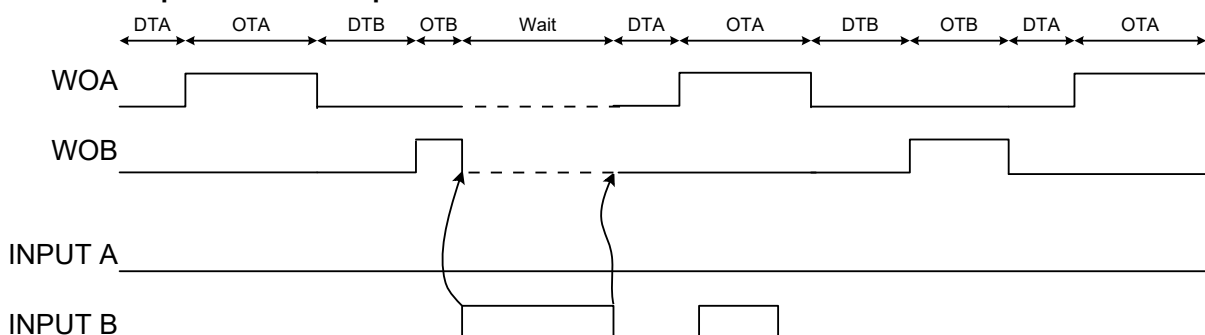 DTA OTA DTB OTB Wait DTA OTA DTB OTB DTA OTA
WOA
WOB
INPUT A
INPUT B